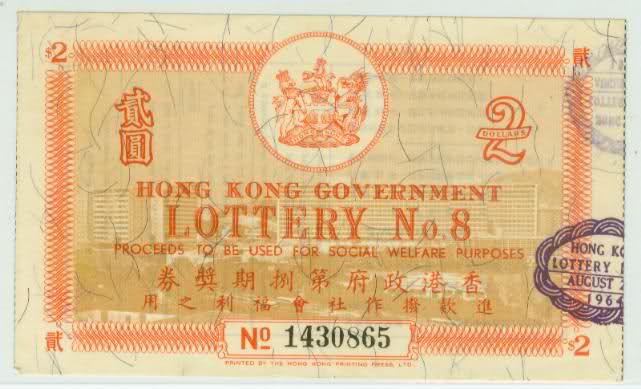 $2
貳
貳圓
2
DOLLARS
HONG KONG GOVERNMENT
LOTTERY No. 8
PROCEEDS TO BE USED FOR SOCIAL WELFARE PURPOSES
香港政府第捌期獎券
進欵撥作社會福利之用
HONG KO
LOTTERY
AUGUST
1964
貳
No 1430865
$2
PRINTED BY THE HONG KONG PRINTING PRESS, LTD.